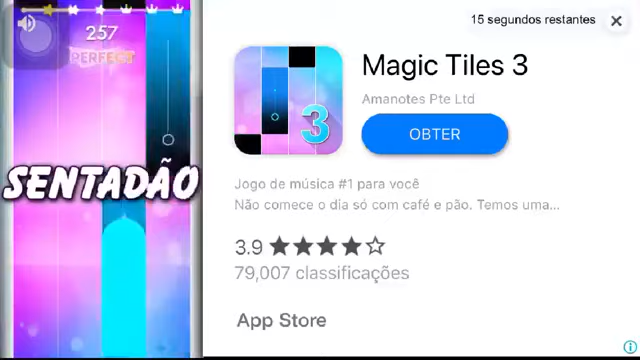 257
PERFECT
SENTADÃO
15 segundos restantes
3
Magic Tiles 3
Amanotes Pte Ltd
OBTER
Jogo de música #1 para você
Não comece o dia só com café e pão. Temos uma...
3.9
79,007 classificações
App Store